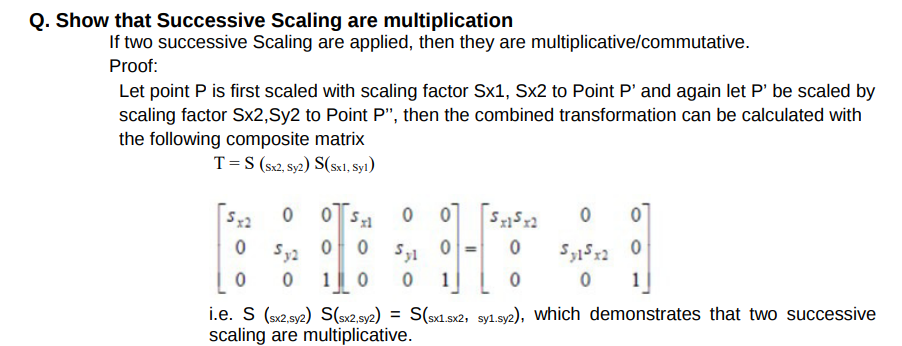 Q. Show that Successive Scaling are multiplication
If two successive Scaling are applied, then they are multiplicative/commutative.
Proof:
Let point P is first scaled with scaling factor Sx1, Sx2 to Point P' and again let P' be scaled by
scaling factor Sx2,Sy2 to Point P'', then the combined transformation can be calculated with
the following composite matrix
T = S (Sx2, Sy2) S(Sx1, Sy1)
[Sx2 0 0] [Sx1 0 0] [Sx1Sx2 0 0]
[0 Sy2 0] [0 Sy1 0] = [0 Sy1Sx2 0]
[0 0 1] [0 0 1] [0 0 1]
i.e. S (sx2,sy2) S(sx2,sy2) = S(sx1.sx2, sy1.sy2), which demonstrates that two successive
scaling are multiplicative.